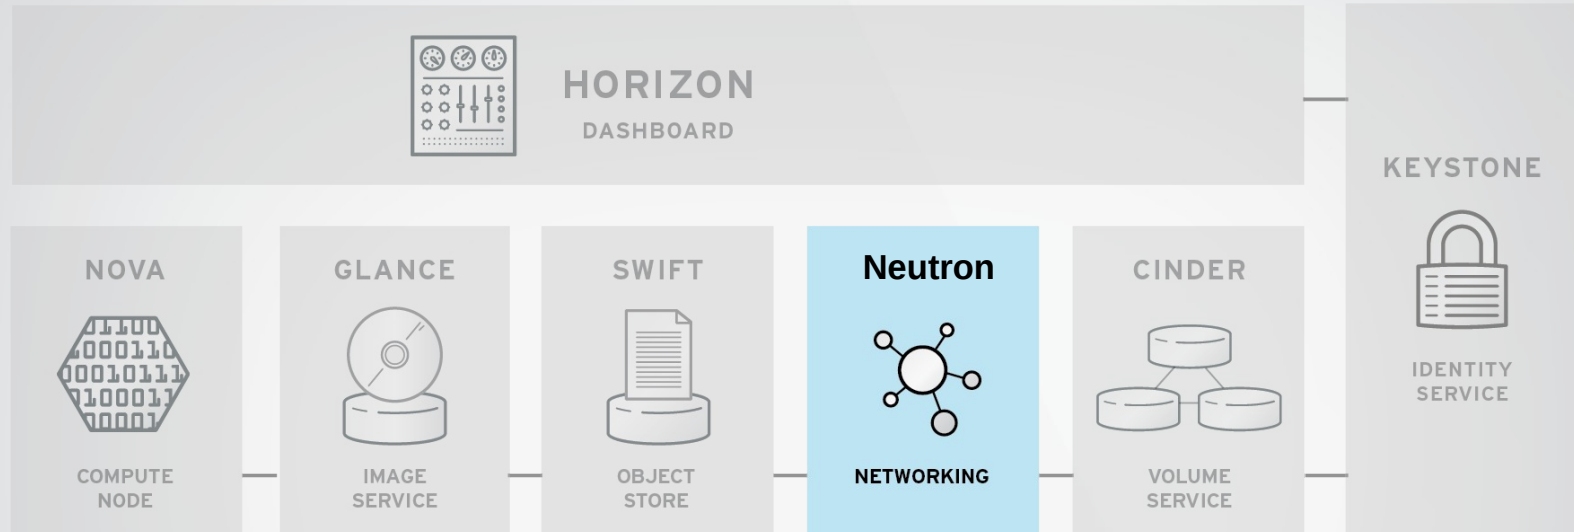 HORIZON
DASHBOARD
KEYSTONE
IDENTITY
SERVICE
NOVA
COMPUTE
NODE
GLANCE
IMAGE
SERVICE
SWIFT
OBJECT
STORE
Neutron
NETWORKING
CINDER
VOLUME
SERVICE